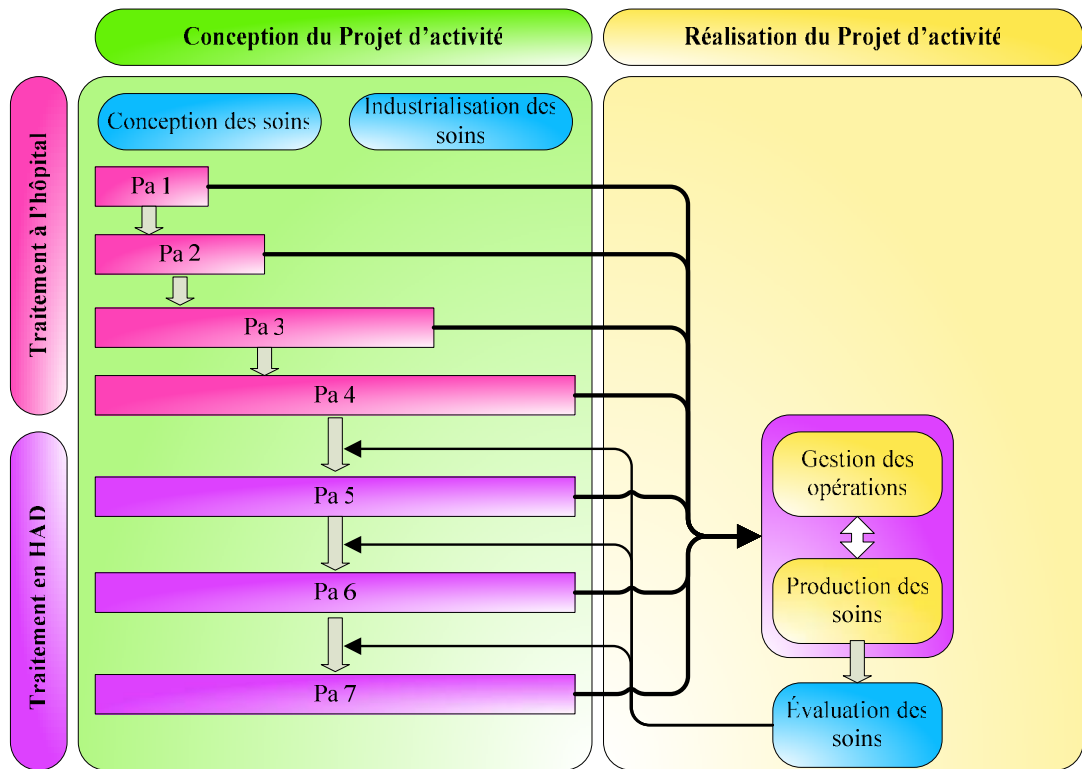 Conception du Projet d'activité
Réalisation du Projet d'activité
Traitement à l'hôpital
Conception des soins
Industrialisation des
soins
Pa 1
Pa 2
Pa 3
Pa 4
Traitement en HAD
Pa 5
Pa 6
Pa 7
Gestion des
opérations
Production des
soins
Évaluation des
soins